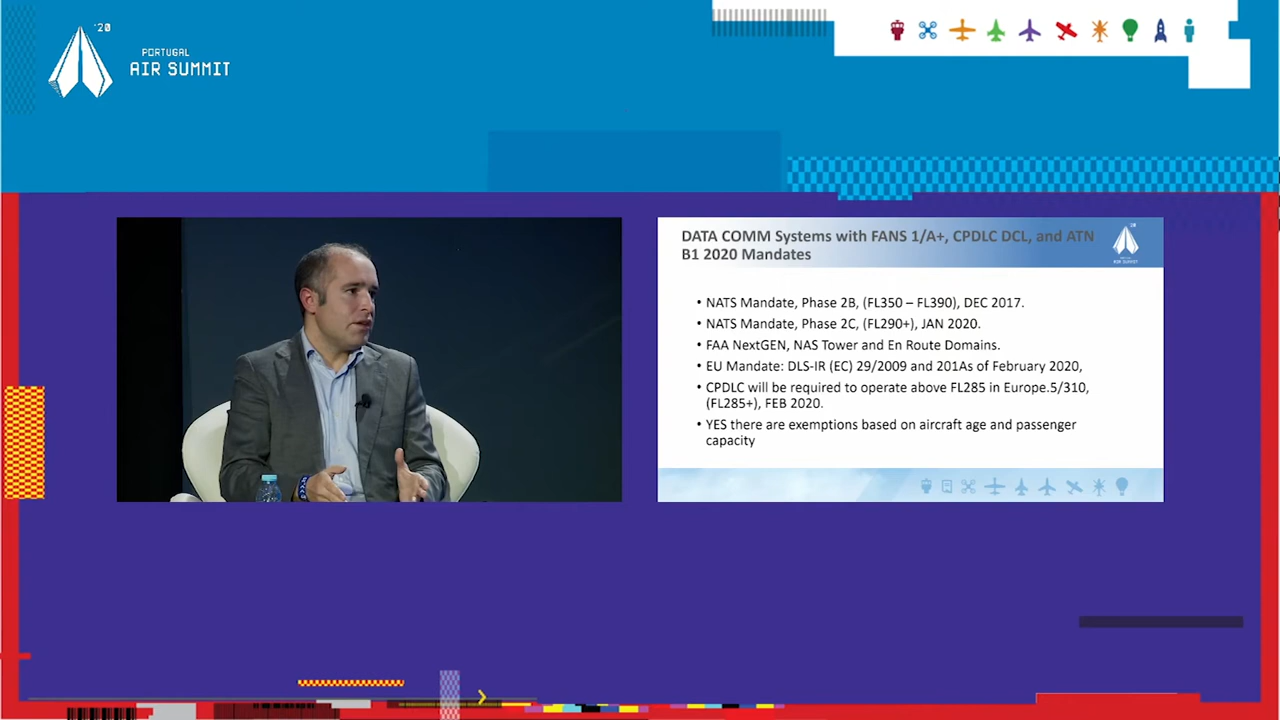 '20
PORTUGAL
AIR SUMMIT
DATA COMM Systems with FANS 1/A+, CPDLC DCL, and ATN
B1 2020 Mandates
• NATS Mandate, Phase 2B, (FL350 – FL390), DEC 2017.
• NATS Mandate, Phase 2C, (FL290+), JAN 2020.
• FAA NextGEN, NAS Tower and En Route Domains.
• EU Mandate: DLS-IR (EC) 29/2009 and 201As of February 2020,
• CPDLC will be required to operate above FL285 in Europe.5/310,
(FL285+), FEB 2020.
• YES there are exemptions based on aircraft age and passenger
capacity